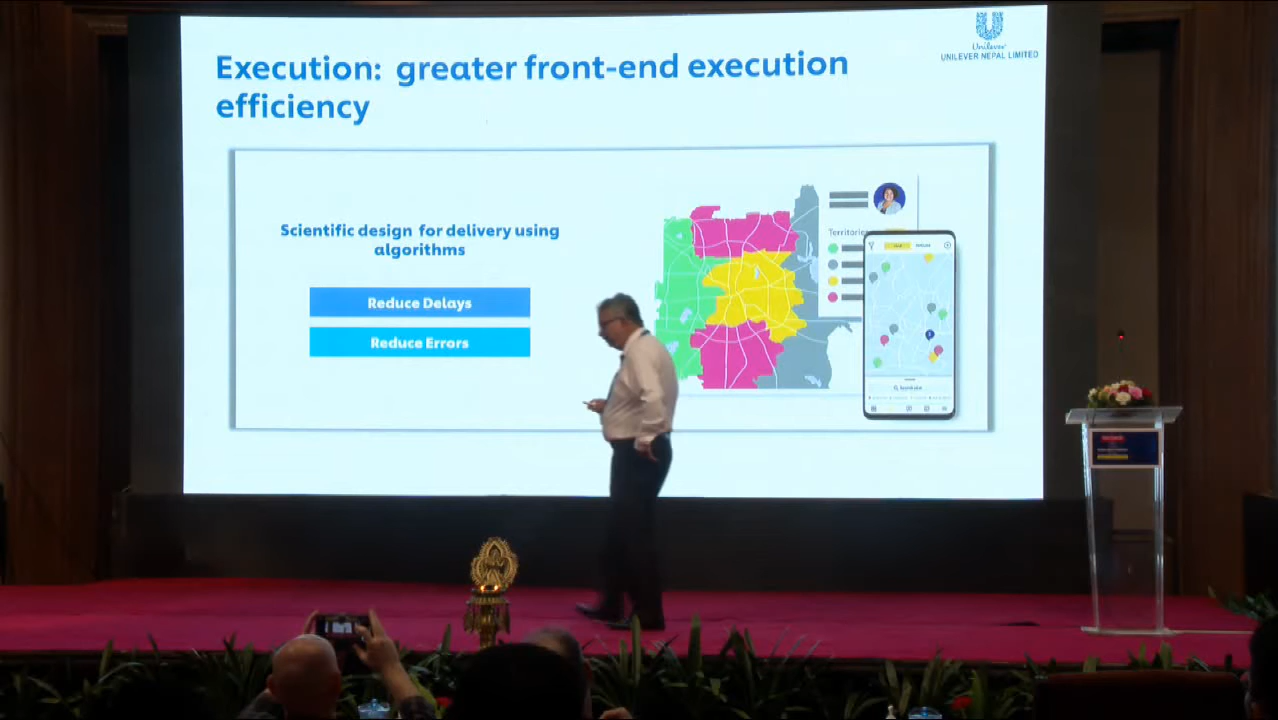 Execution: greater front-end execution
efficiency
Unilever
UNILEVER NEPAL LIMITED
Scientific design for delivery using
algorithms
Reduce Delays
Reduce Errors
Territories